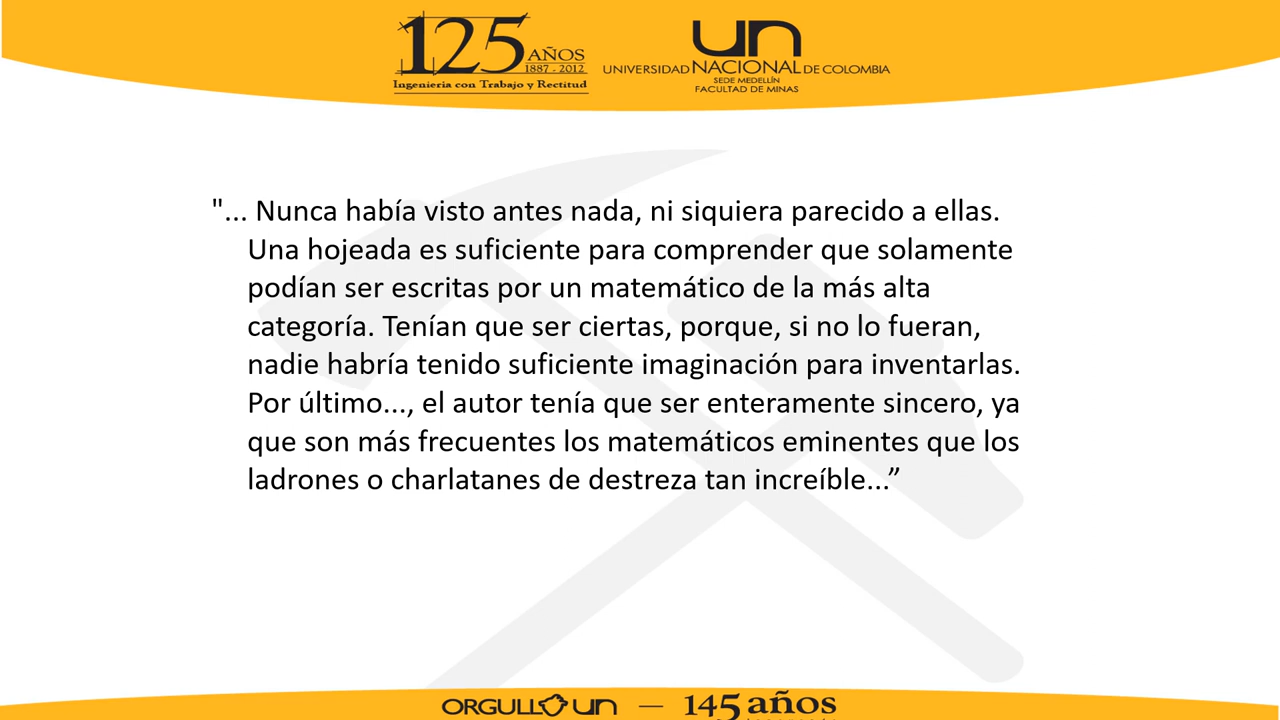 125 AÑOS
1887 - 2012
Ingeniería con Trabajo y Rectitud
un
UNIVERSIDAD NACIONAL DE COLOMBIA
SEDE MEDELLÍN
FACULTAD DE MINAS
"... Nunca había visto antes nada, ni siquiera parecido a ellas.
Una hojeada es suficiente para comprender que solamente
podían ser escritas por un matemático de la más alta
categoría. Tenían que ser ciertas, porque, si no lo fueran,
nadie habría tenido suficiente imaginación para inventarlas.
Por último..., el autor tenía que ser enteramente sincero, ya
que son más frecuentes los matemáticos eminentes que los
ladrones o charlatanes de destreza tan increíble...”
ORGULLO un — 145 años